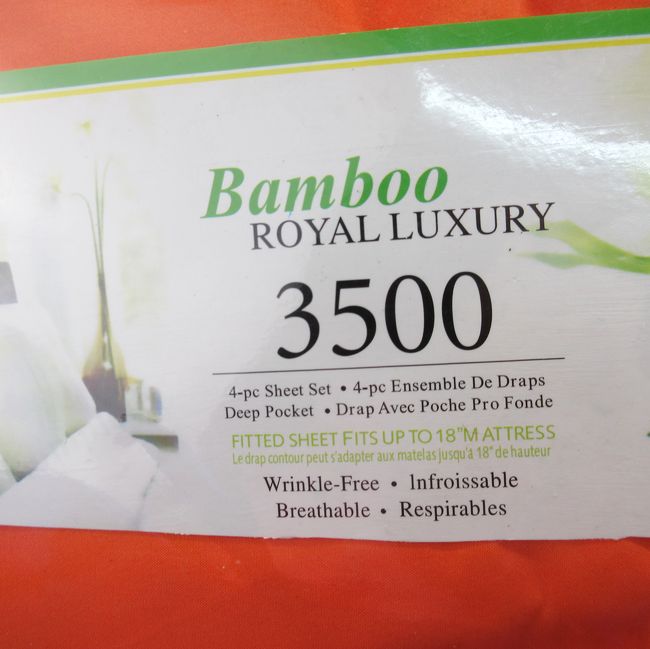 Bamboo
ROYAL LUXURY
3500
4-pc Sheet Set • 4-pc Ensemble De Draps
Deep Pocket • Drap Avec Poche Pro Fonde
FITTED SHEET FITS UP TO 18"M ATTRESS
Le drap contour peut s'adapter aux matelas Jusqu'à 18" de hauteur
Wrinkle-Free • lnfroissable
Breathable • Respirables